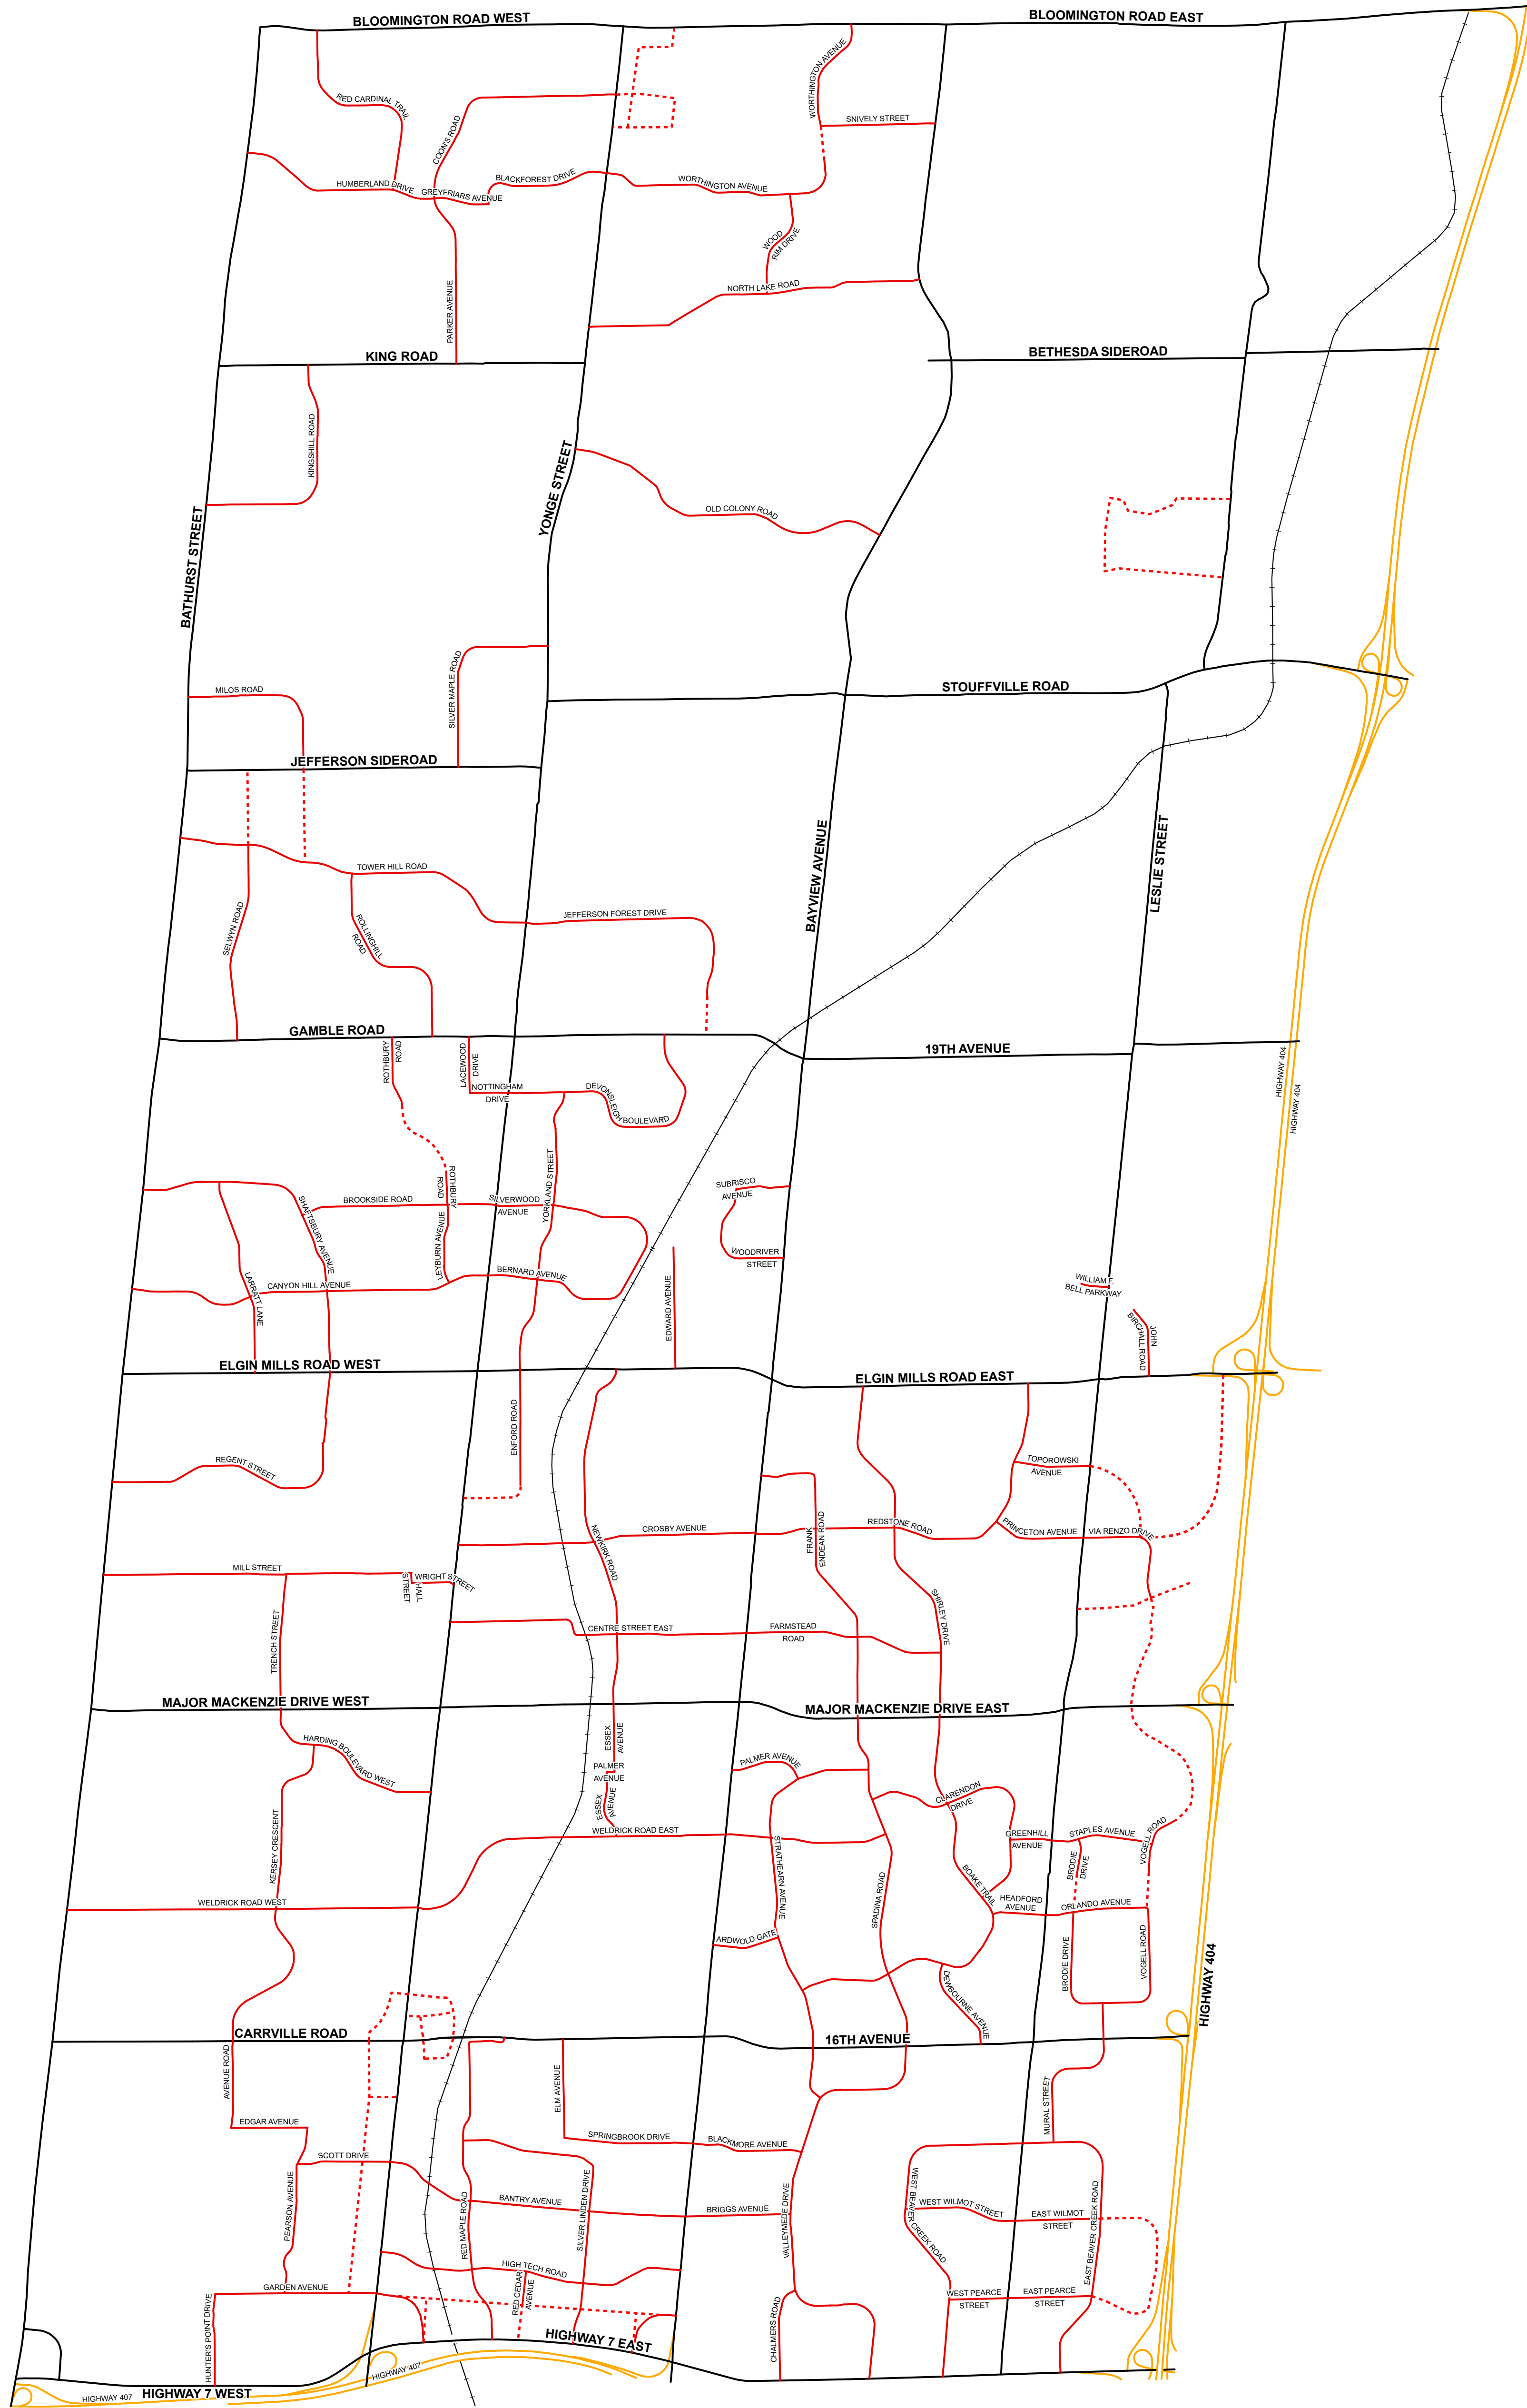 BLOOMINGTON ROAD WEST
BLOOMINGTON ROAD EAST
WORTHINGTON AVENUE
RED CARDINAL TRAIL
COON'S ROAD
SNIVELY STREET
HUMBERLAND DRIVE
GREYFRIARS AVENUE
BLACKFOREST DRIVE
WORTHINGTON AVENUE
WOOD
RIM DRIVE
NORTH LAKE ROAD
PARKER AVENUE
KING ROAD
BETHESDA SIDEROAD
KINGSHILL ROAD
YONGE STREET
OLD COLONY ROAD
BATHURST STREET
MILOS ROAD
SILVER MAPLE ROAD
STOUFFVILLE ROAD
JEFFERSON SIDEROAD
BAYVIEW AVENUE
LESLIE STREET
TOWER HILL ROAD
JEFFERSON FOREST DRIVE
SELWYN ROAD
ROLLINGHILL
ROAD
GAMBLE ROAD
19TH AVENUE
ROTHBURY
ROAD
LACEWOOD
DRIVE
NOTTINGHAM
DRIVE
DEVONSLEIGH
BOULEVARD
HIGHWAY 404
HIGHWAY 404
YORKLAND STREET
SUBRISCO
AVENUE
SHAFTSBURY AVENUE
BROOKSIDE ROAD
ROTHBURY
ROAD
SILVERWOOD
AVENUE
LEYBURN AVENUE
WOODRIVER
STREET
LARRATT LANE
CANYON HILL AVENUE
BERNARD AVENUE
EDWARD AVENUE
WILLIAM F.
BELL PARKWAY
JOHN
BIRCHALL ROAD
ELGIN MILLS ROAD WEST
ELGIN MILLS ROAD EAST
ENFORD ROAD
REGENT STREET
TOPOROWSKI
AVENUE
NEWKIRK ROAD
CROSBY AVENUE
FRANK
ENDEAN ROAD
REDSTONE ROAD
PRINCETON AVENUE
VIA RENZO DRIVE
MILL STREET
HALL
STREET
WRIGHT STREET
TRENCH STREET
CENTRE STREET EAST
FARMSTEAD
ROAD
SHIRLEY DRIVE
MAJOR MACKENZIE DRIVE WEST
MAJOR MACKENZIE DRIVE EAST
HARDING BOULEVARD WEST
ESSEX
AVENUE
PALMER
AVENUE
ESSEX
AVENUE
PALMER AVENUE
CLARENDON
DRIVE
KERSEY CRESCENT
WELDRICK ROAD EAST
GREENHILL
AVENUE
STAPLES AVENUE
VOGELL ROAD
BRODIE
DRIVE
STRATHEARN AVENUE
SPADINA ROAD
BOAKE TRAIL
HEADFORD
AVENUE
ORLANDO AVENUE
WELDRICK ROAD WEST
ARDWOLD GATE
BRODIE DRIVE
VOGELL ROAD
DEWBOURNE AVENUE
HIGHWAY 404
CARRVILLE ROAD
16TH AVENUE
AVENUE ROAD
ELM AVENUE
MURAL STREET
EDGAR AVENUE
SPRINGBROOK DRIVE
BLACKMORE AVENUE
SCOTT DRIVE
PEARSON AVENUE
RED MAPLE ROAD
BANTRY AVENUE
SILVER LINDEN DRIVE
BRIGGS AVENUE
VALLEYMEDE DRIVE
WEST BEAVER CREEK ROAD
WEST WILMOT STREET
EAST WILMOT
STREET
EAST BEAVER CREEK ROAD
HIGH TECH ROAD
RED CEDAR
AVENUE
GARDEN AVENUE
HUNTER'S POINT DRIVE
WEST PEARCE
STREET
EAST PEARCE
STREET
CHALMERS ROAD
HIGHWAY 7 EAST
HIGHWAY 407
HIGHWAY 7 WEST
HIGHWAY 407